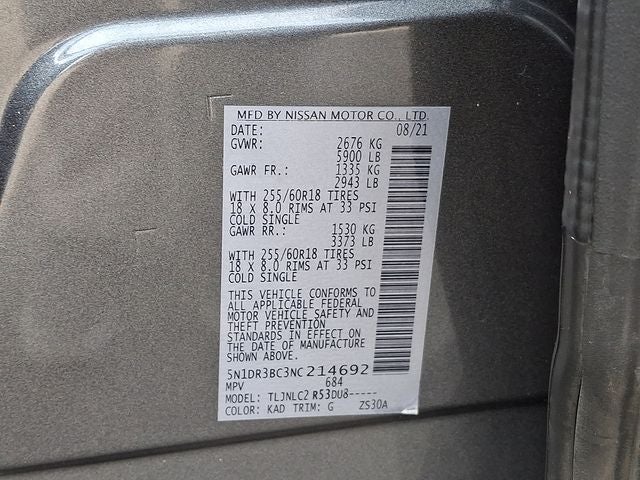 MFD BY NISSAN MOTOR CO., LTD.
DATE: 08/21
GVWR: 2676 KG
5900 LB
GAWR FR.: 1335 KG
2943 LB
WITH 255/60R18 TIRES
18 X 8.0 RIMS AT 33 PSI
COLD SINGLE
GAWR RR.: 1530 KG
3373 LB
WITH 255/60R18 TIRES
18 X 8.0 RIMS AT 33 PSI
COLD SINGLE
THIS VEHICLE CONFORMS TO
ALL APPLICABLE FEDERAL
MOTOR VEHICLE SAFETY AND
THEFT PREVENTION
STANDARDS IN EFFECT ON
THE DATE OF MANUFACTURE
SHOWN ABOVE.
5N1DR3BC3NC214692
MPV 684
MODEL: TLJNLC2 R53DU8-----
COLOR: KAD TRIM: G ZS30A